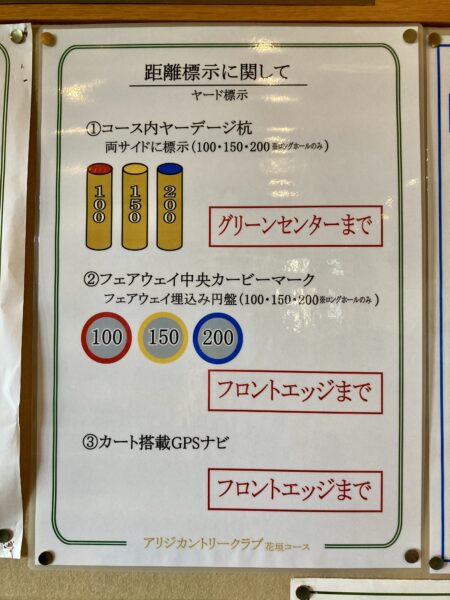 距離標示に関して
ヤード標示
①コース内ヤーデージ杭
両サイドに標示(100・150・200※ロングホールのみ)
100 150 200
グリーンセンターまで
②フェアウェイ中央カービーマーク
フェアウェイ埋込み円盤(100・150・200※ロングホールのみ)
100 150 200
フロントエッジまで
③カート搭載GPSナビ
フロントエッジまで
アリジカントリークラブ 花垣コース